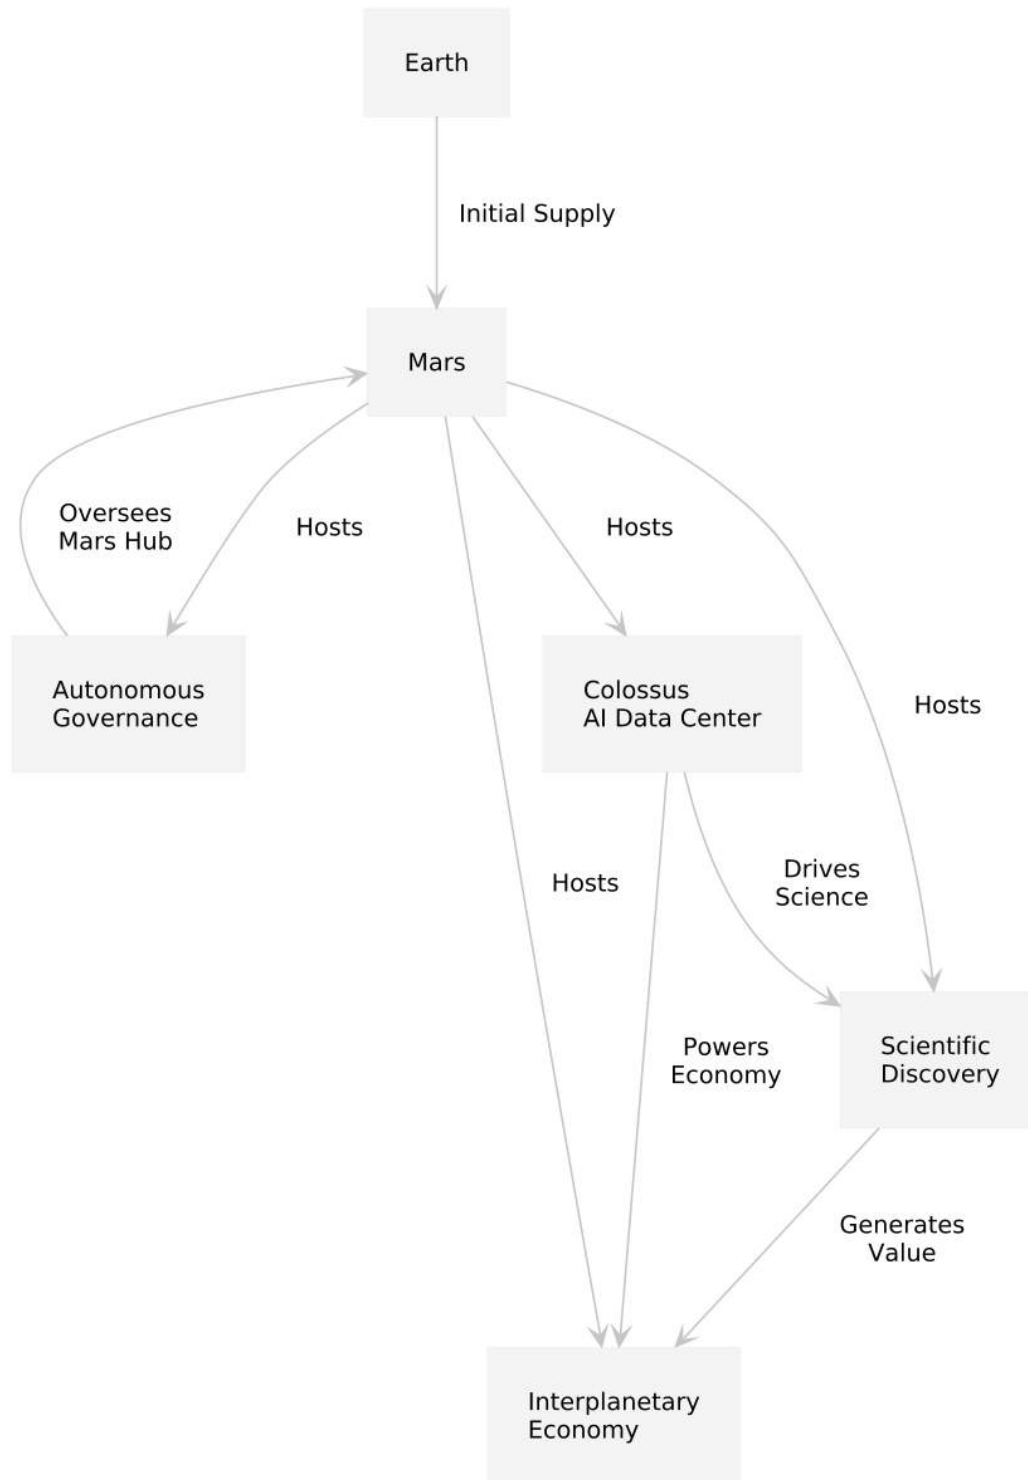 Earth
Initial Supply
Mars
Oversees
Mars Hub
Hosts
Hosts
Hosts
Autonomous
Governance
Colossus
AI Data Center
Hosts
Drives
Science
Powers
Economy
Scientific
Discovery
Generates
Value
Interplanetary
Economy